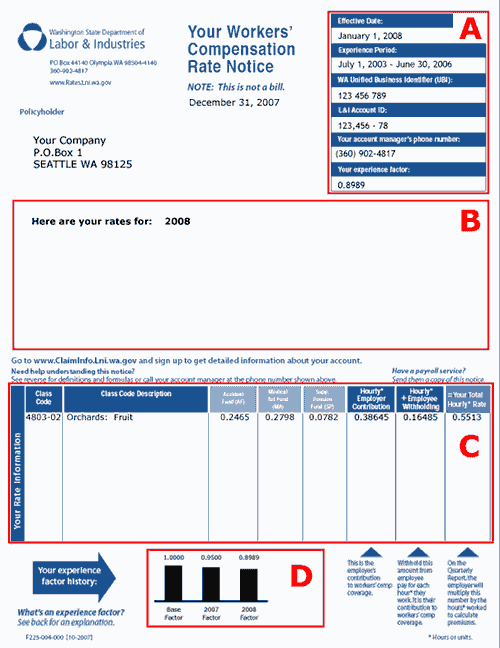 Washington State Department of
Labor & Industries
PO Box 44140 Olympia WA 98504-4140
360-902-4817
www.Rates.Lni.wa.gov
Your Workers'
Compensation
Rate Notice
NOTE: This is not a bill.
December 31, 2007
A
Effective Date:
January 1, 2008
Experience Period:
July 1, 2003 - June 30, 2006
WA Unified Business Identifier (UBI):
123 456 789
L&I Account ID:
123,456 - 78
Your account manager's phone number:
(360) 902-4817
Your experience factor:
0.8989
Policyholder
Your Company
P.O.Box 1
SEATTLE WA 98125
B
Here are your rates for: 2008
Go to www.ClaimInfo.Lni.wa.gov and sign up to get detailed information about your account.
Need help understanding this notice?
See reverse for definitions and formulas or call your account manager at the phone number shown above.
Have a payroll service?
Send them a copy of this notice.
Your Rate Information
Class Code
Class Code Description
Accident Fund (AF)
Medical Aid Fund (MA)
Supp. Pension Fund (SP)
Hourly* Employer Contribution
Hourly* + Employee Withholding
= Your Total Hourly* Rate
4803-02 Orchards: Fruit 0.2465 0.2798 0.0782 0.38645 0.16485 0.5513
C
Your experience
factor history:
What's an experience factor?
See back for an explanation.
F225-004-000 [10-2007]
D
1.0000 0.9500 0.8989
Base Factor
2007 Factor
2008 Factor
This is the
employer's
contribution
to workers' comp
coverage.
Withhold this
amount from
employee
pay for each
hour* they
work. It is their
contribution to
workers' comp
coverage.
On the
Quarterly
Report, the
employer will
multiply this
number by the
hours* worked
to calculate
premiums.
* Hours or units.